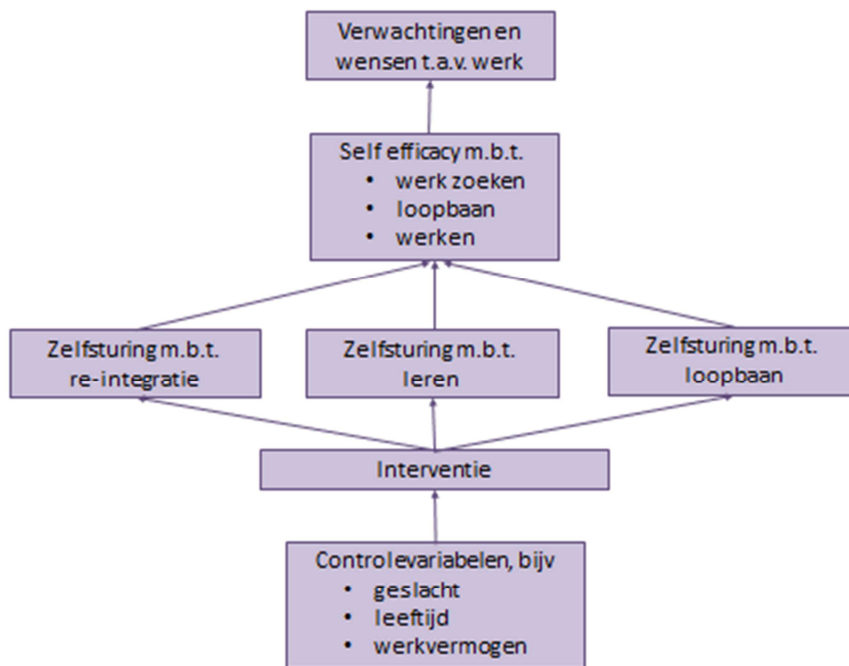 Verwachtingen en
wensen t.a.v. werk
Self efficacy m.b.t.
• werk zoeken
• loopbaan
• werken
Zelfsturing m.b.t.
re-integratie
Zelfsturing m.b.t.
leren
Zelfsturing m.b.t.
loopbaan
Interventie
Controlevariabelen, bijv
• geslacht
• leeftijd
• werkvermogen